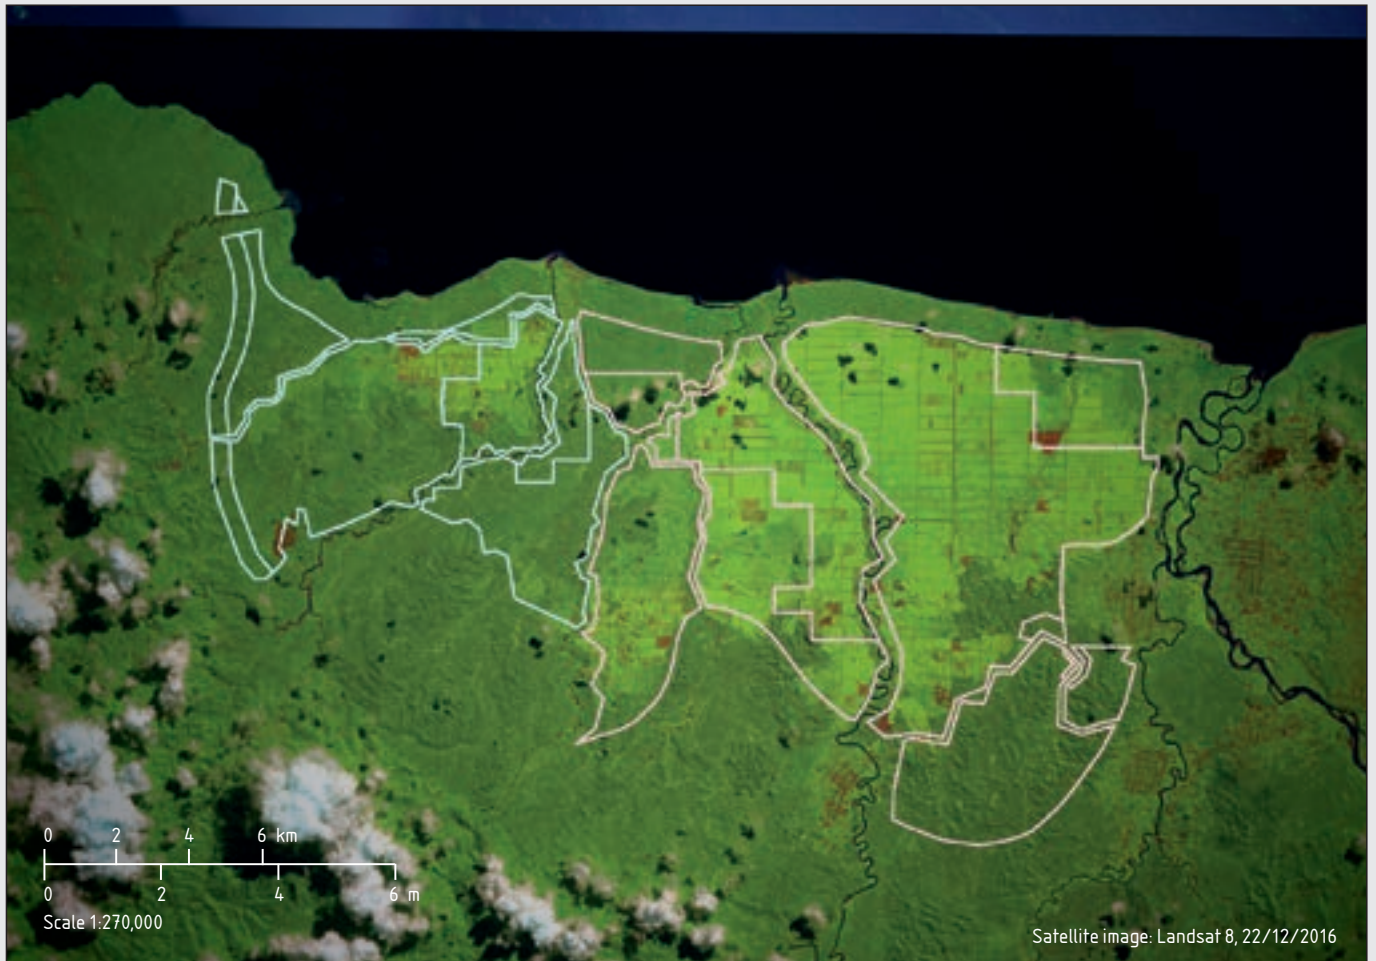 0 2 4 6 km
0 2 4 6 m
Scale 1:270,000
Satellite image: Landsat 8, 22/12/2016